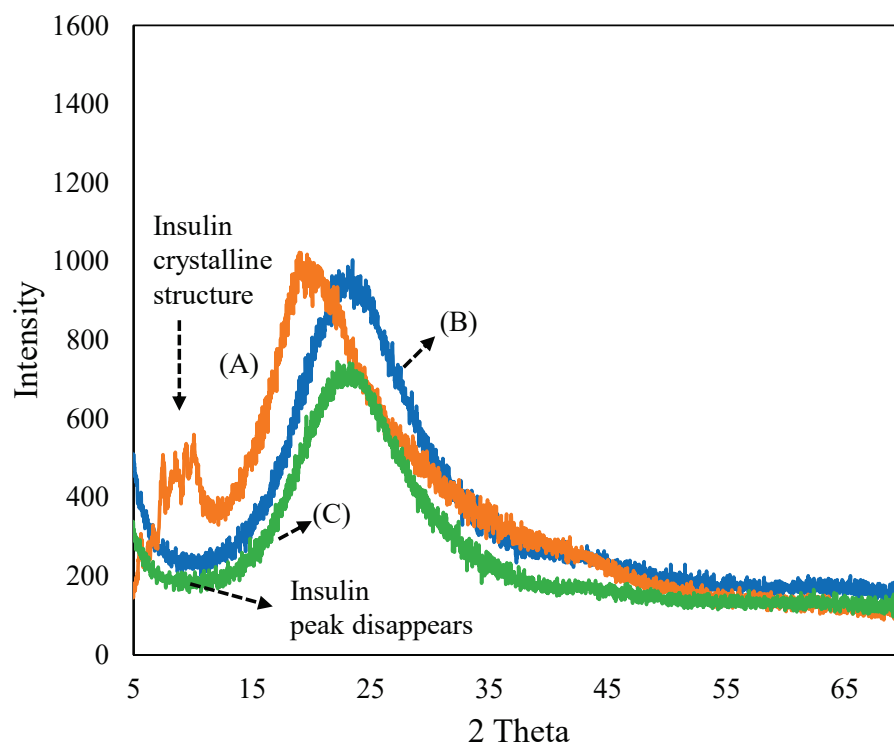 1600
1400
1200
1000
800
600
400
200
0
Intensity
Insulin
crystalline
structure
(A)
(B)
(C)
Insulin
peak disappears
5
15
25
35
45
55
65
2 Theta